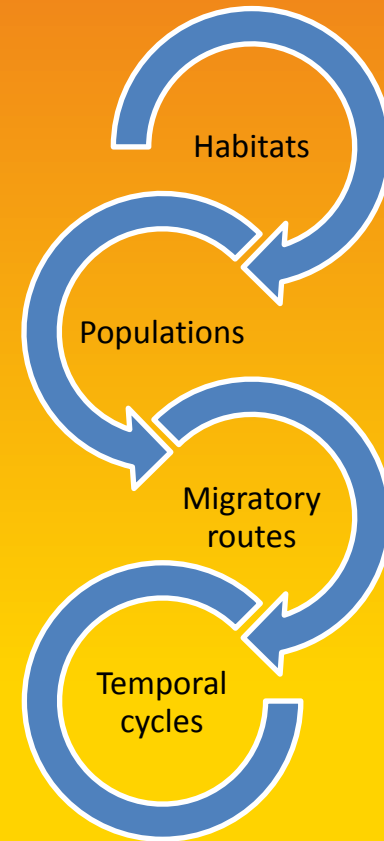 Habitats
Populations
Migratory
routes
Temporal
cycles